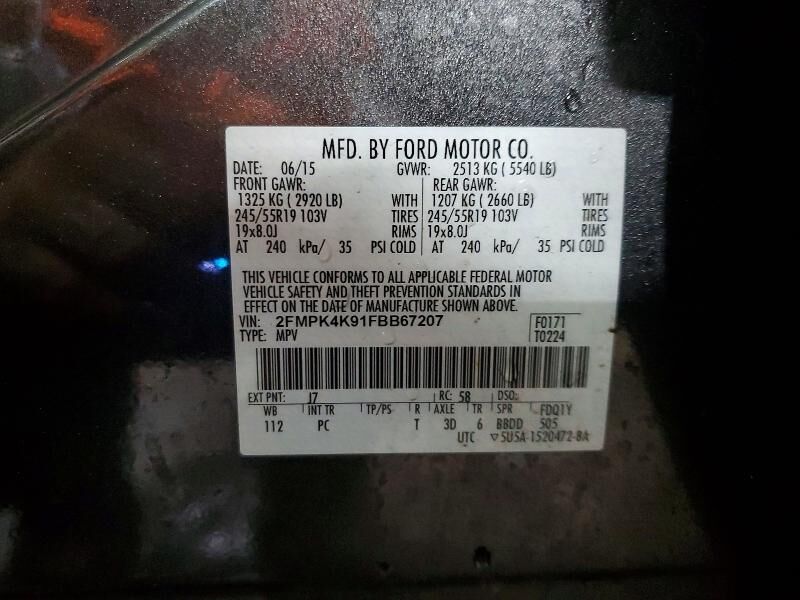 MFD. BY FORD MOTOR CO.
DATE: 06/15 GVWR: 2513 KG ( 5540 LB)
FRONT GAWR: REAR GAWR:
1325 KG ( 2920 LB) WITH 1207 KG ( 2660 LB) WITH
245/55R19 103V TIRES 245/55R19 103V TIRES
19x8.0J RIMS 19x8.0J RIMS
AT 240 kPa/ 35 PSI COLD AT 240 kPa/ 35 PSI COLD
THIS VEHICLE CONFORMS TO ALL APPLICABLE FEDERAL MOTOR
VEHICLE SAFETY AND THEFT PREVENTION STANDARDS IN
EFFECT ON THE DATE OF MANUFACTURE SHOWN ABOVE.
VIN: 2FMPK4K91FBB67207 F0171
TYPE: MPV T0224
EXT PNT: J7 RC: 58 DSO:
WB INT TR TP/PS R AXLE TR SPR FDQ1Y
112 PC T 3D 6 BBDD 505
UTC ▽5U5A-1520472-BA